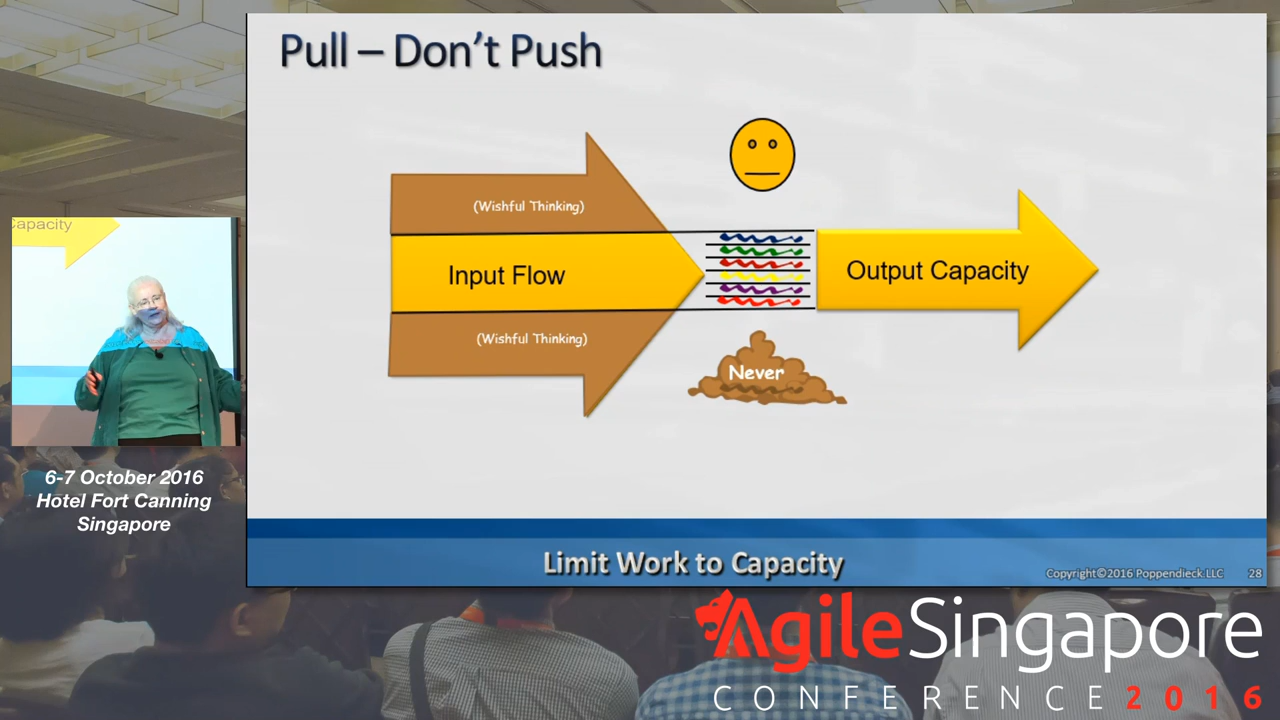 Pull – Don't Push
(Wishful Thinking)
Input Flow
(Wishful Thinking)
Output Capacity
Never
Limit Work to Capacity
Copyright©2016 Poppendieck.LLC
28
Capacity
6-7 October 2016
Hotel Fort Canning
Singapore
AgileSingapore
CONFERENCE 2016